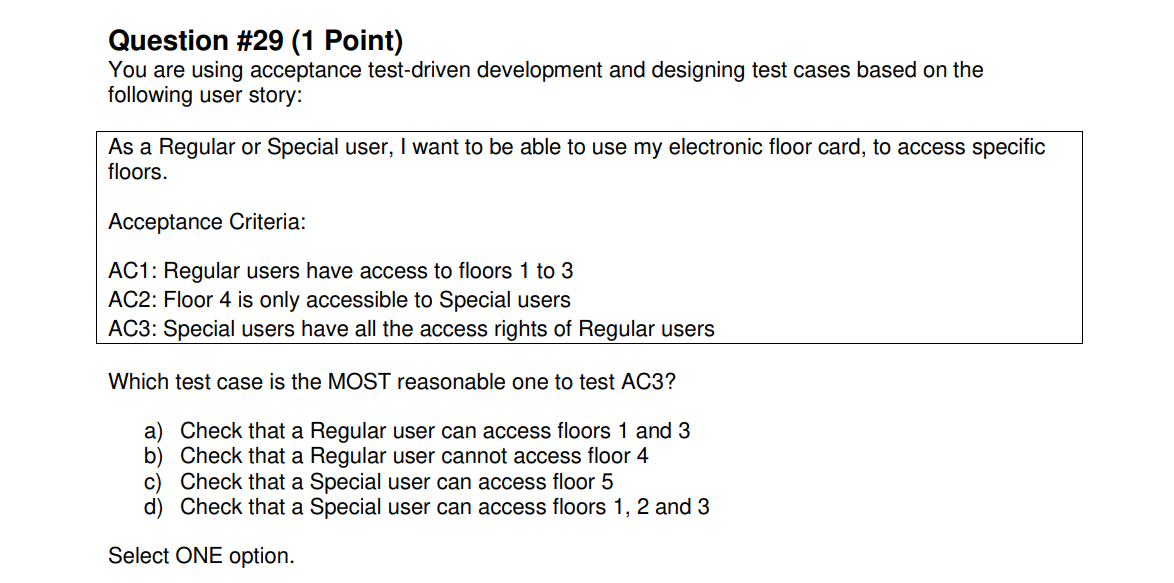 Question #29 (1 Point)
You are using acceptance test-driven development and designing test cases based on the
following user story:
As a Regular or Special user, I want to be able to use my electronic floor card, to access specific
floors.
Acceptance Criteria:
AC1: Regular users have access to floors 1 to 3
AC2: Floor 4 is only accessible to Special users
AC3: Special users have all the access rights of Regular users
Which test case is the MOST reasonable one to test AC3?
a) Check that a Regular user can access floors 1 and 3
b) Check that a Regular user cannot access floor 4
c) Check that a Special user can access floor 5
d) Check that a Special user can access floors 1, 2 and 3
Select ONE option.